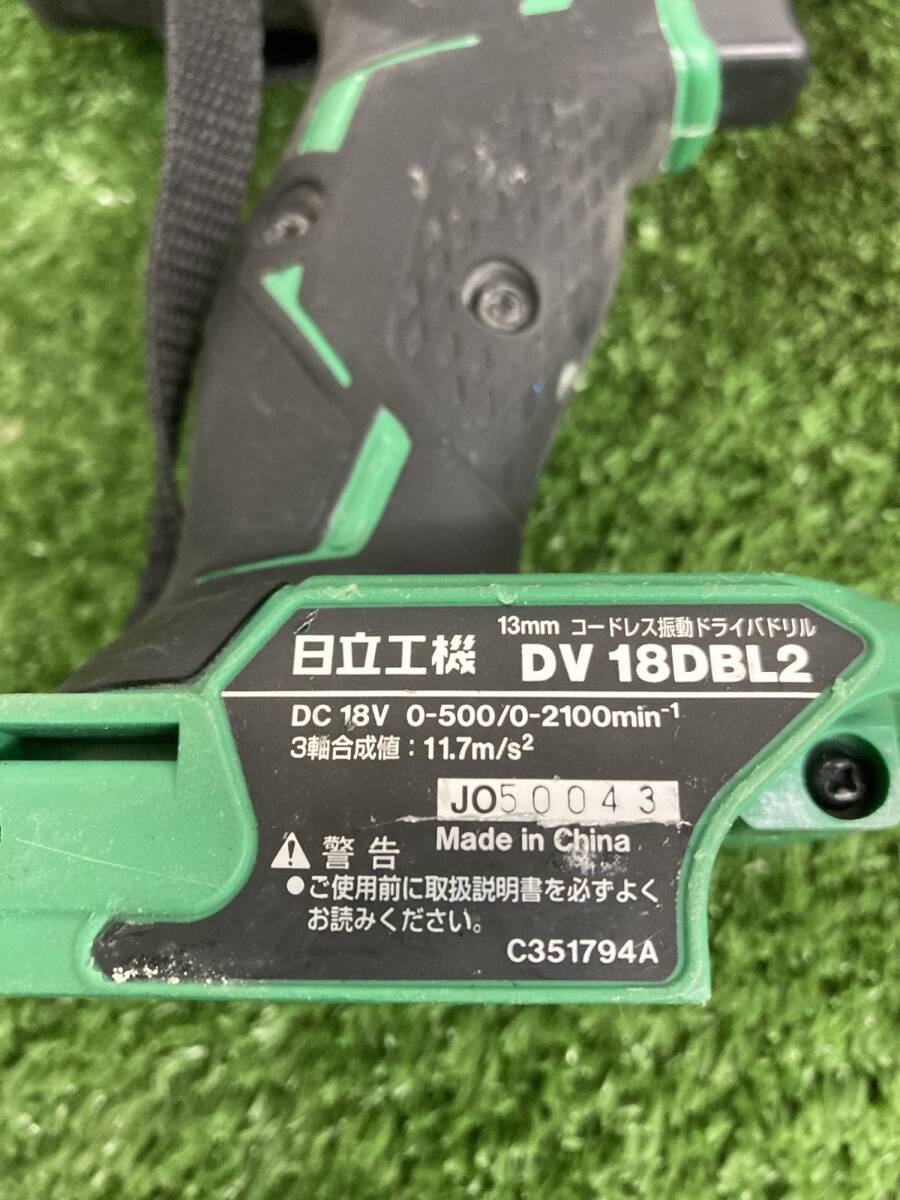 13mm コードレス振動ドライバドリル
日立工機 DV 18DBL2
DC 18V 0-500/0-2100min⁻¹
3軸合成値：11.7m/s²
JO50043
Made in China
警告
●ご使用前に取扱説明書を必ずよく
お読みください。
C351794A